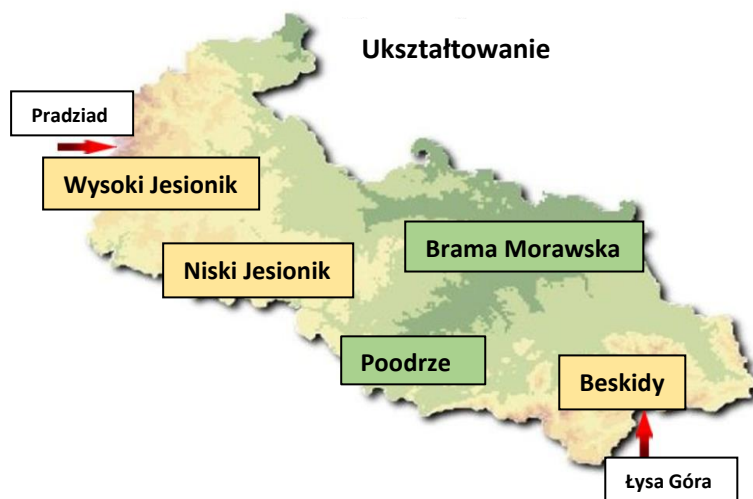 Ukształtowanie
Pradziad
Wysoki Jesionik
Brama Morawska
Niski Jesionik
Poodrze
Beskidy
Łysa Góra